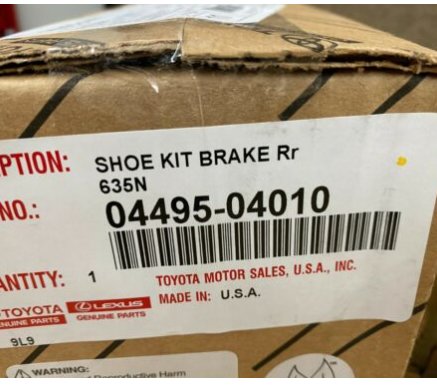 PTION: SHOE KIT BRAKE Rr
635N
NO.: 04495-04010
ANTITY: 1
TOYOTA MOTOR SALES, U.S.A., INC.
MADE IN: U.S.A.
TOYOTA LEXUS
NUINE PARTS GENUINE PARTS
9L9
WARNING:
Reproductive Harm